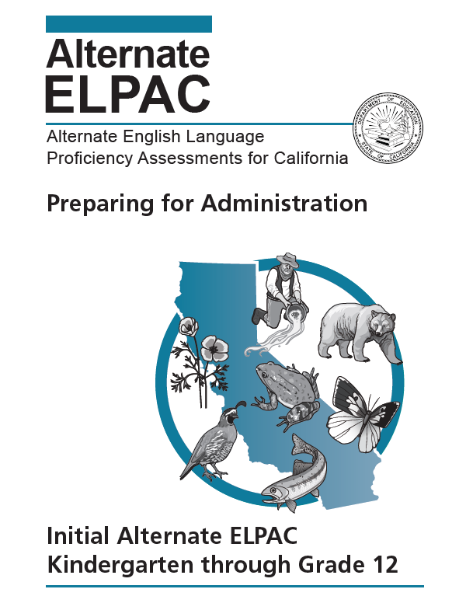 Alternate
ELPAC
Alternate English Language
Proficiency Assessments for California
DEPARTMENT OF EDUCATION
STATE OF CALIFORNIA
Preparing for Administration
Initial Alternate ELPAC
Kindergarten through Grade 12